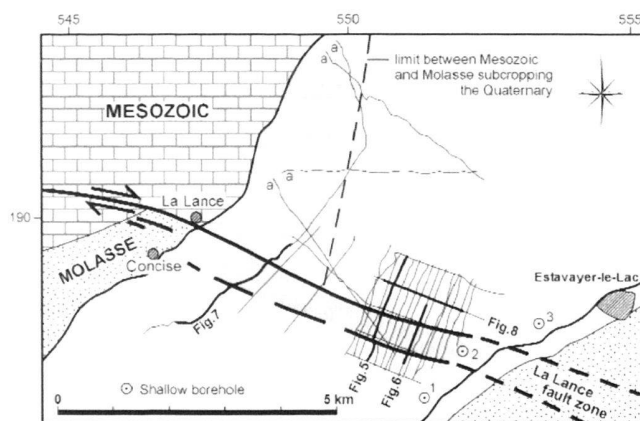 545
550
555
a
a
limit between Mesozoic
and Molasse subcropping
the Quaternary
MESOZOIC
a
a
La Lance
190
MOLASSE
Concise
Estavayer-le-Lac
Fig.7
Fig.8
3
2
Fig.5
Fig.6
1
La Lance
fault zone
Shallow borehole
0
5 km